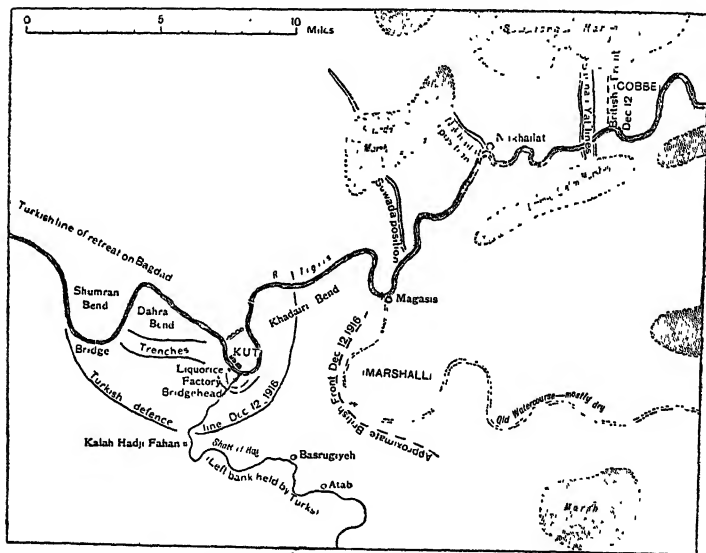 0 5 10
Miles
Marsh
COBBE
British Front
Dec 12
Nakhailat
Marsh
Suwada position
Turkish line of retreat on Bagdad
R Tigris
Shumran
Bend
Dahra
Bend
Khadairi Bend
Magasis
Bridge
Trenches
KUT
Liquorice
Factory
Bridgehead
Turkish defence line Dec 12 1916
Approximate British Front Dec 12 1916
MARSHALL
Old Watercourse—mostly dry
Kalah Hadji Fahan
Shatt el Hai
Basrugiyeh
(Left bank held by Turks)
Atab
Marsh